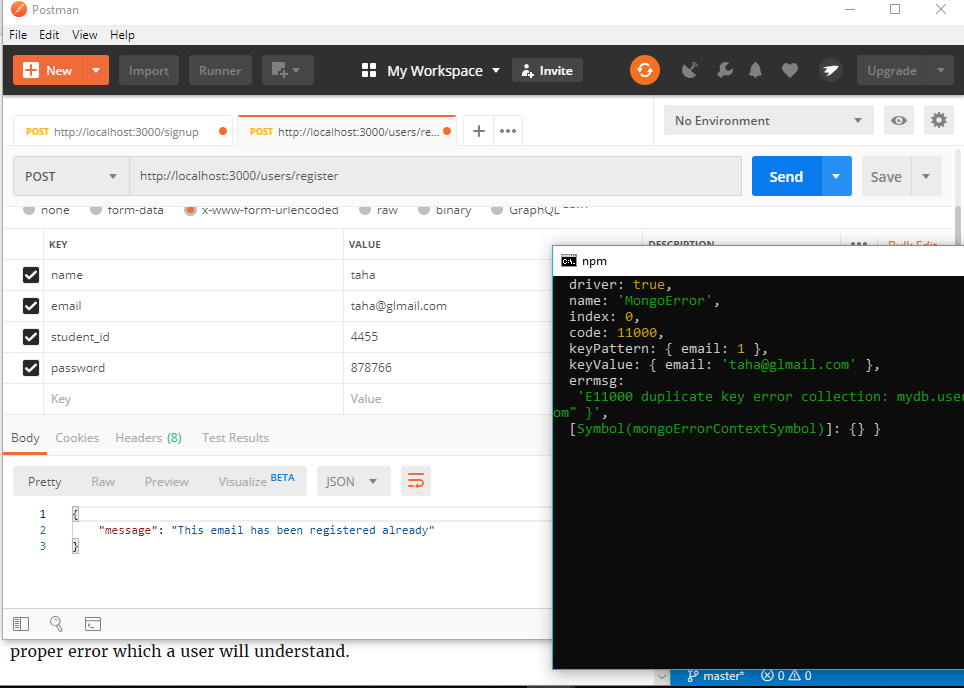 Postman
File Edit View Help
New Import Runner My Workspace Invite Upgrade
POST http://localhost:3000/signup POST http://localhost:3000/users/re... No Environment
POST http://localhost:3000/users/register Send Save
none form-data x-www-form-urlencoded raw binary GraphQL
KEY VALUE DESCRIPTION Bulk Edit
name taha
email taha@glmail.com
student_id 4455
password 878766
Key Value
Body Cookies Headers (8) Test Results
Pretty Raw Preview Visualize BETA JSON
1 {
2 "message": "This email has been registered already"
3 }
npm
driver: true,
name: 'MongoError',
index: 0,
code: 11000,
keyPattern: { email: 1 },
keyValue: { email: 'taha@glmail.com' },
errmsg:
'E11000 duplicate key error collection: mydb.user
om" }',
[Symbol(mongoErrorContextSymbol)]: {} }
proper error which a user will understand.
master* 0 0